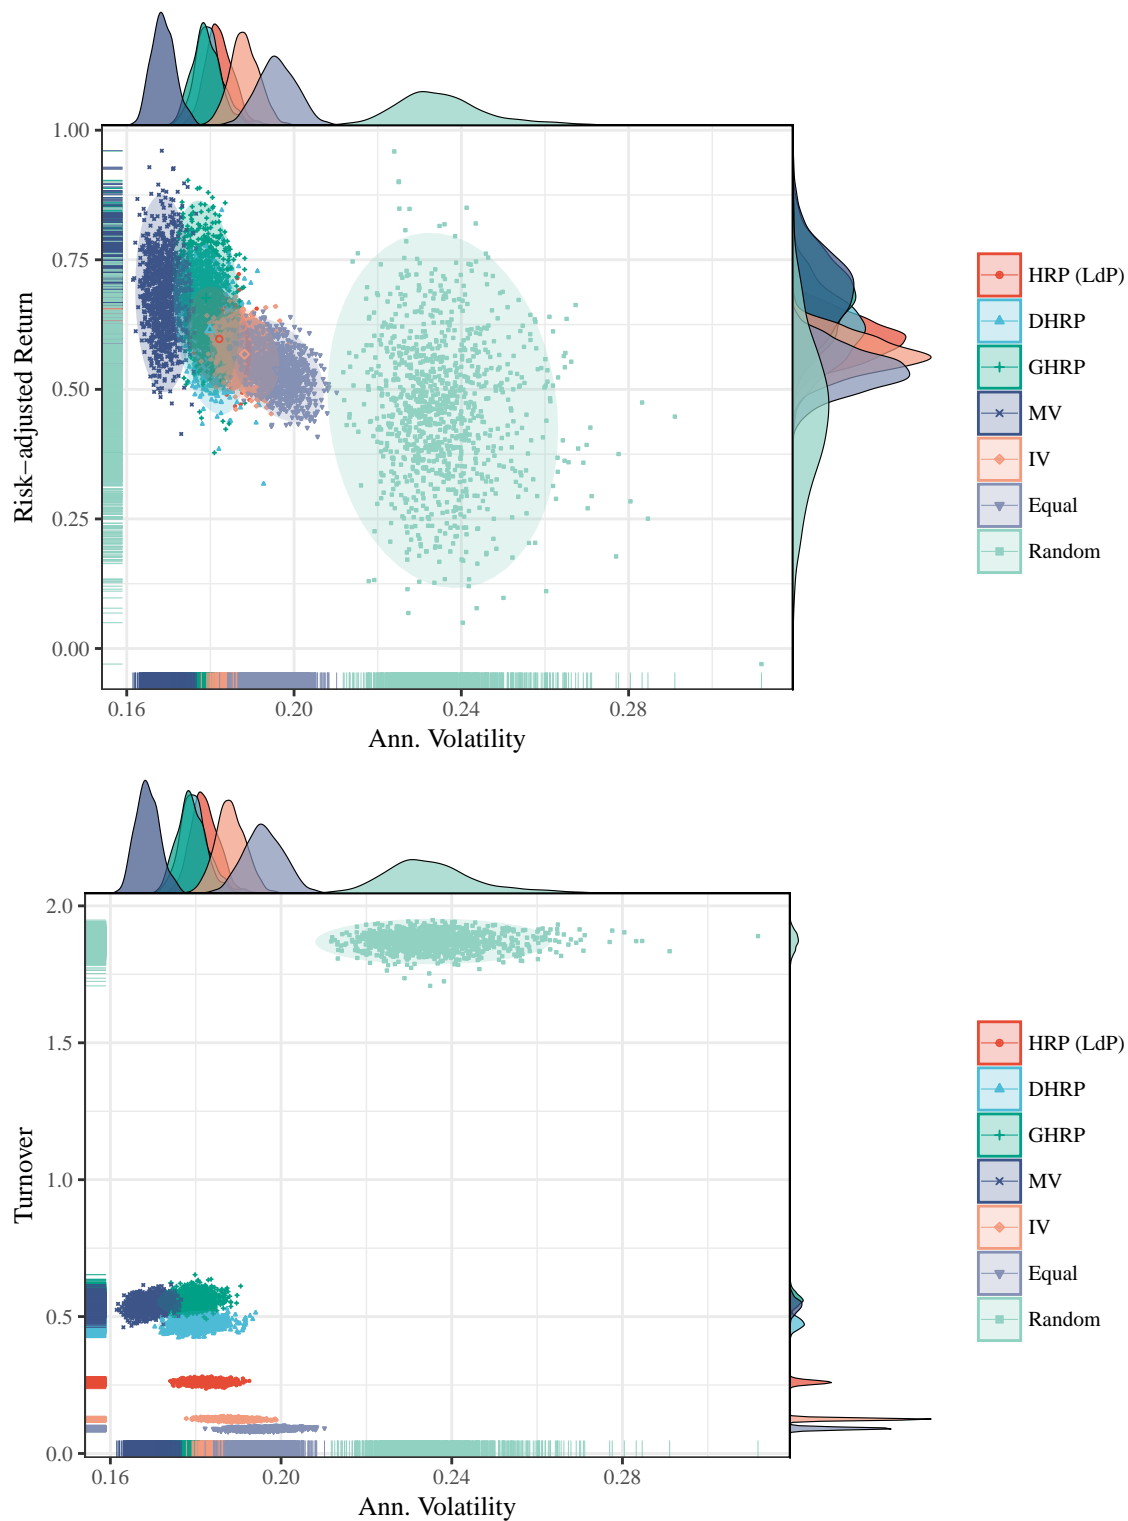 1.00
0.75
0.50
0.25
0.00
Risk−adjusted Return
0.16 0.20 0.24 0.28
Ann. Volatility
HRP (LdP)
DHRP
GHRP
MV
IV
Equal
Random
2.0
1.5
1.0
0.5
0.0
Turnover
0.16 0.20 0.24 0.28
Ann. Volatility
HRP (LdP)
DHRP
GHRP
MV
IV
Equal
Random